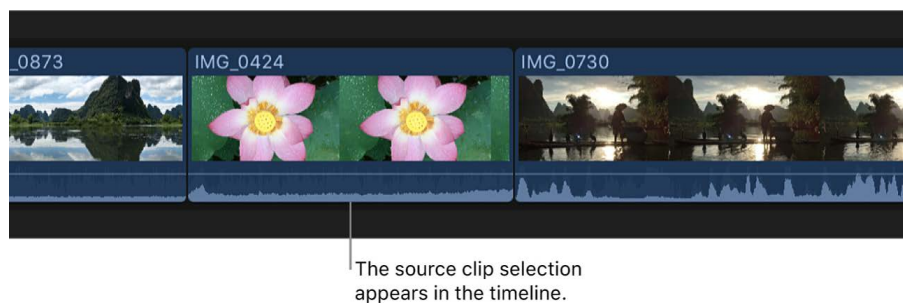 _0873
IMG_0424
IMG_0730
The source clip selection
appears in the timeline.